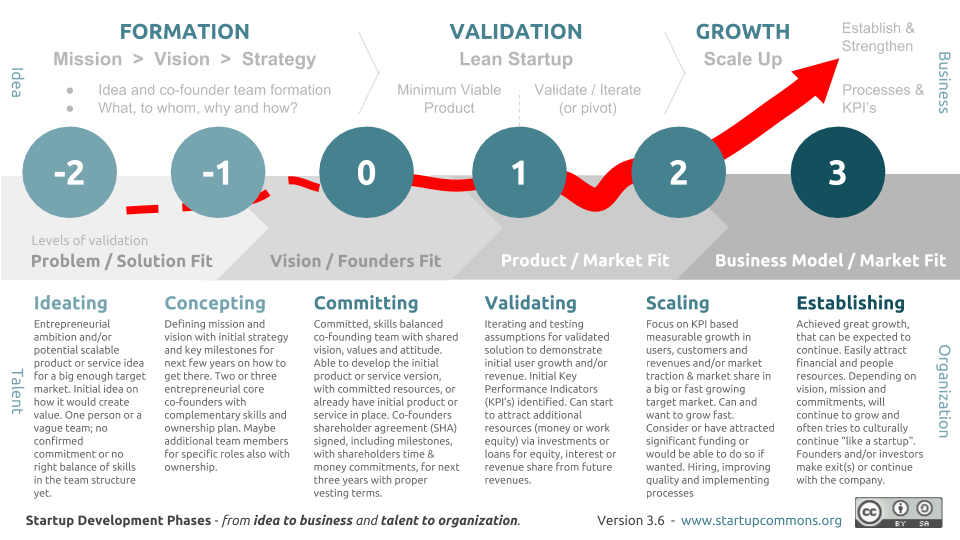 FORMATION
Mission > Vision > Strategy
● Idea and co-founder team formation
● What, to whom, why and how?
VALIDATION
Lean Startup
Minimum Viable
Product
Validate / Iterate
(or pivot)
GROWTH
Scale Up
Establish &
Strengthen
Processes &
KPI's
Idea
Business
-2
-1
0
1
2
3
Levels of validation
Problem / Solution Fit
Vision / Founders Fit
Product / Market Fit
Business Model / Market Fit
Talent
Organization
Ideating
Entrepreneurial
ambition and/or
potential scalable
product or service idea
for a big enough target
market. Initial idea on
how it would create
value. One person or a
vague team; no
confirmed
commitment or no
right balance of skills
in the team structure
yet.
Concepting
Defining mission and
vision with initial strategy
and key milestones for
next few years on how to
get there. Two or three
entrepreneurial core
co-founders with
complementary skills and
ownership plan. Maybe
additional team members
for specific roles also with
ownership.
Committing
Committed, skills balanced
co-founding team with shared
vision, values and attitude.
Able to develop the initial
product or service version,
with committed resources, or
already have initial product or
service in place. Co-founders
shareholder agreement (SHA)
signed, including milestones,
with shareholders time &
money commitments, for next
three years with proper
vesting terms.
Validating
Iterating and testing
assumptions for validated
solution to demonstrate
initial user growth and/or
revenue. Initial Key
Performance Indicators
(KPI's) identified. Can start
to attract additional
resources (money or work
equity) via investments or
loans for equity, interest or
revenue share from future
revenues.
Scaling
Focus on KPI based
measurable growth in
users, customers and
revenues and/or market
traction & market share in
a big or fast growing
target market. Can and
want to grow fast.
Consider or have attracted
significant funding or
would be able to do so if
wanted. Hiring, improving
quality and implementing
processes
Establishing
Achieved great growth,
that can be expected to
continue. Easily attract
financial and people
resources. Depending on
vision, mission and
commitments, will
continue to grow and
often tries to culturally
continue "like a startup".
Founders and/or investors
make exit(s) or continue
with the company.
Startup Development Phases - from idea to business and talent to organization.
Version 3.6 - www.startupcommons.org
cc
BY SA